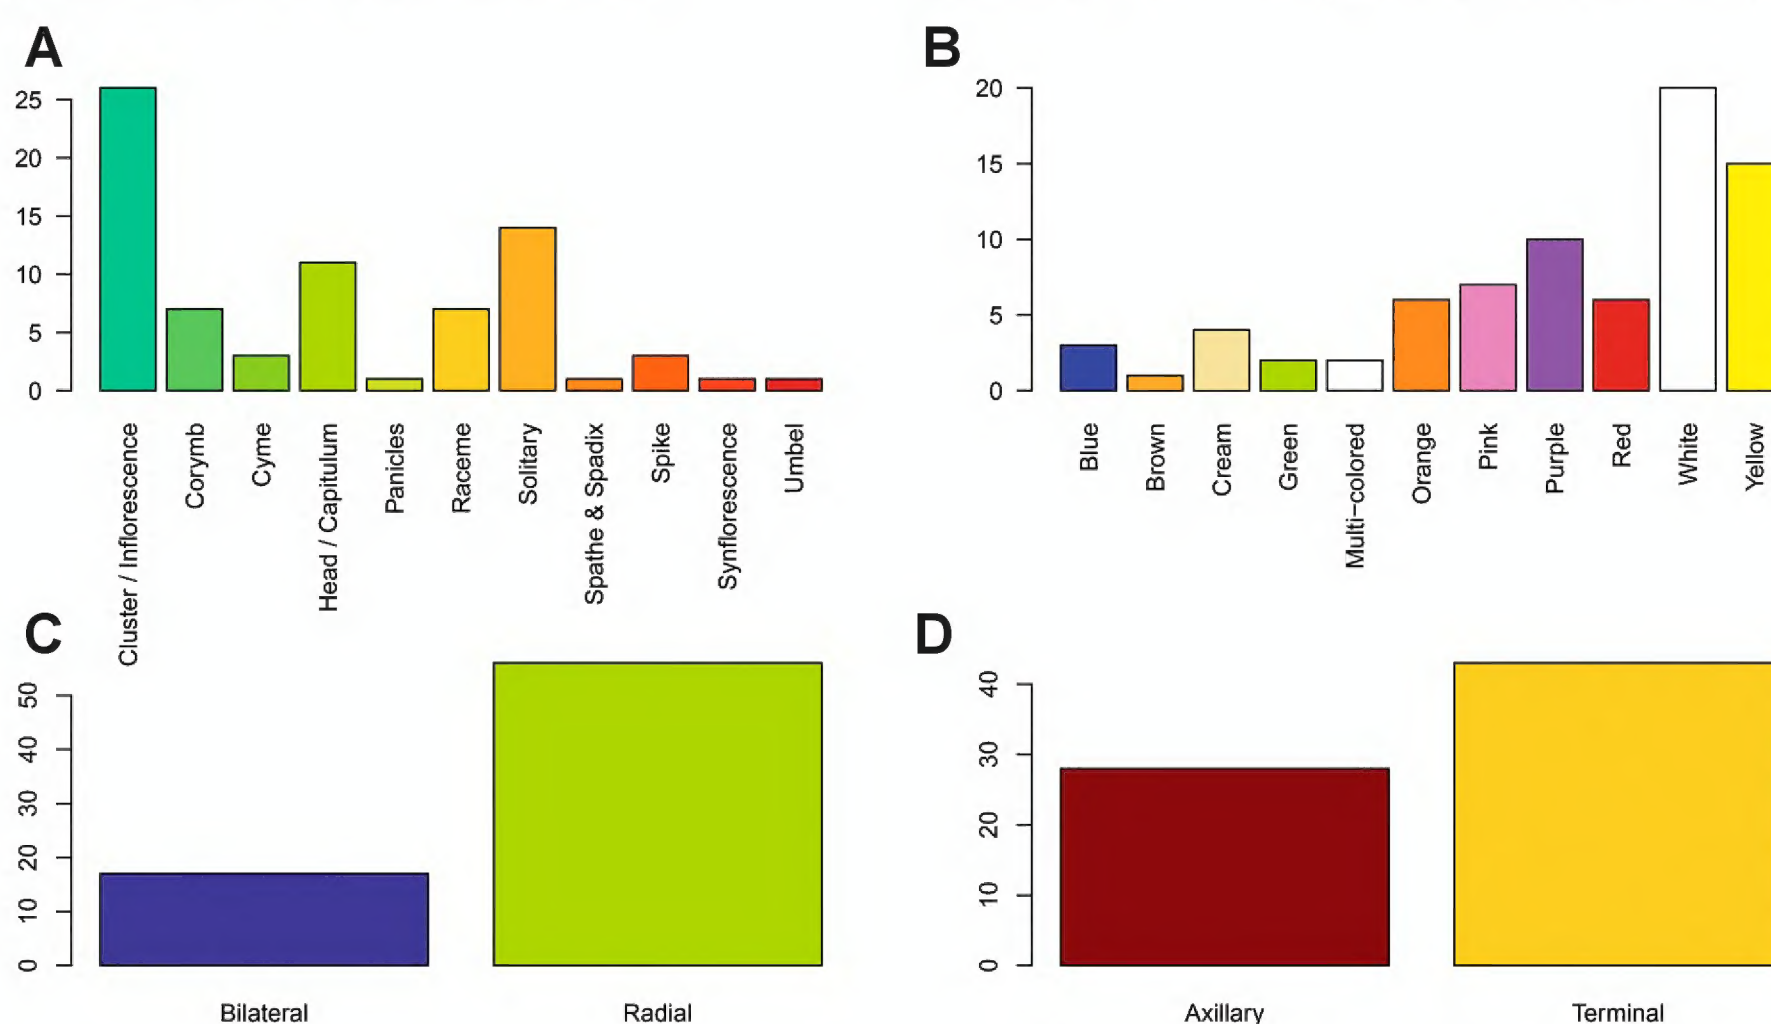 A
25
20
15
10
5
0
Cluster / Inflorescence
Corymb
Cyme
Head / Capitulum
Panicles
Raceme
Solitary
Spathe & Spadix
Spike
Synflorescence
Umbel
B
20
15
10
5
0
Blue
Brown
Cream
Green
Multi-colored
Orange
Pink
Purple
Red
White
Yellow
C
50
40
30
20
10
0
Bilateral
Radial
D
40
30
20
10
0
Axillary
Terminal